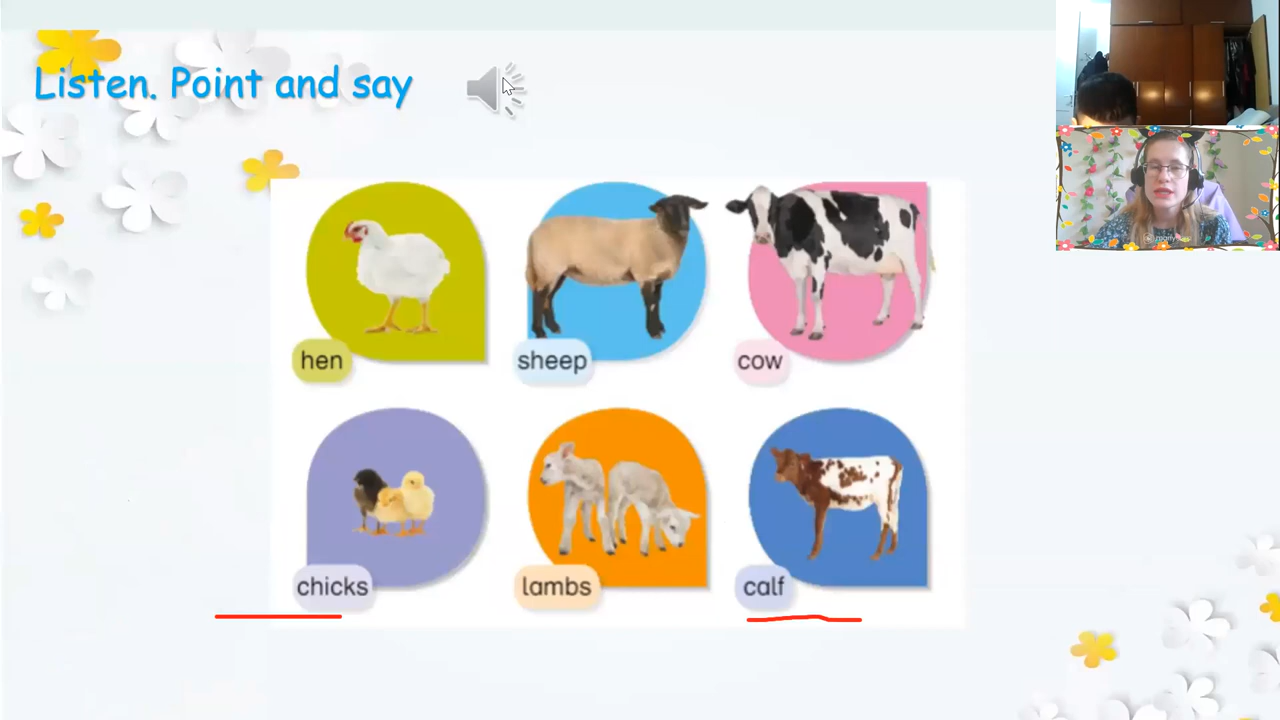 Listen. Point and say
hen
sheep
cow
chicks
lambs
calf